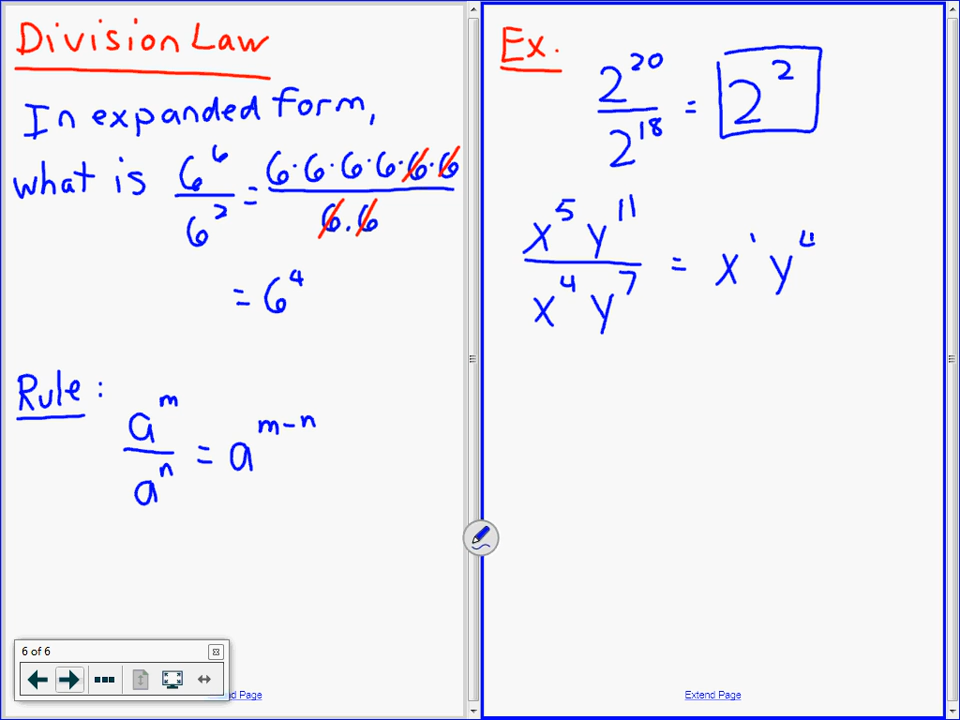 Division Law
In expanded form,
what is 6^6/6^2 = 6·6·6·6·6·6/6·6
= 6^4
Rule:
a^m/a^n = a^(m-n)
6 of 6
Extend Page
Ex.
2^20/2^18 = 2^2
x^5 y^11/x^4 y^7 = x^1 y^4
Extend Page